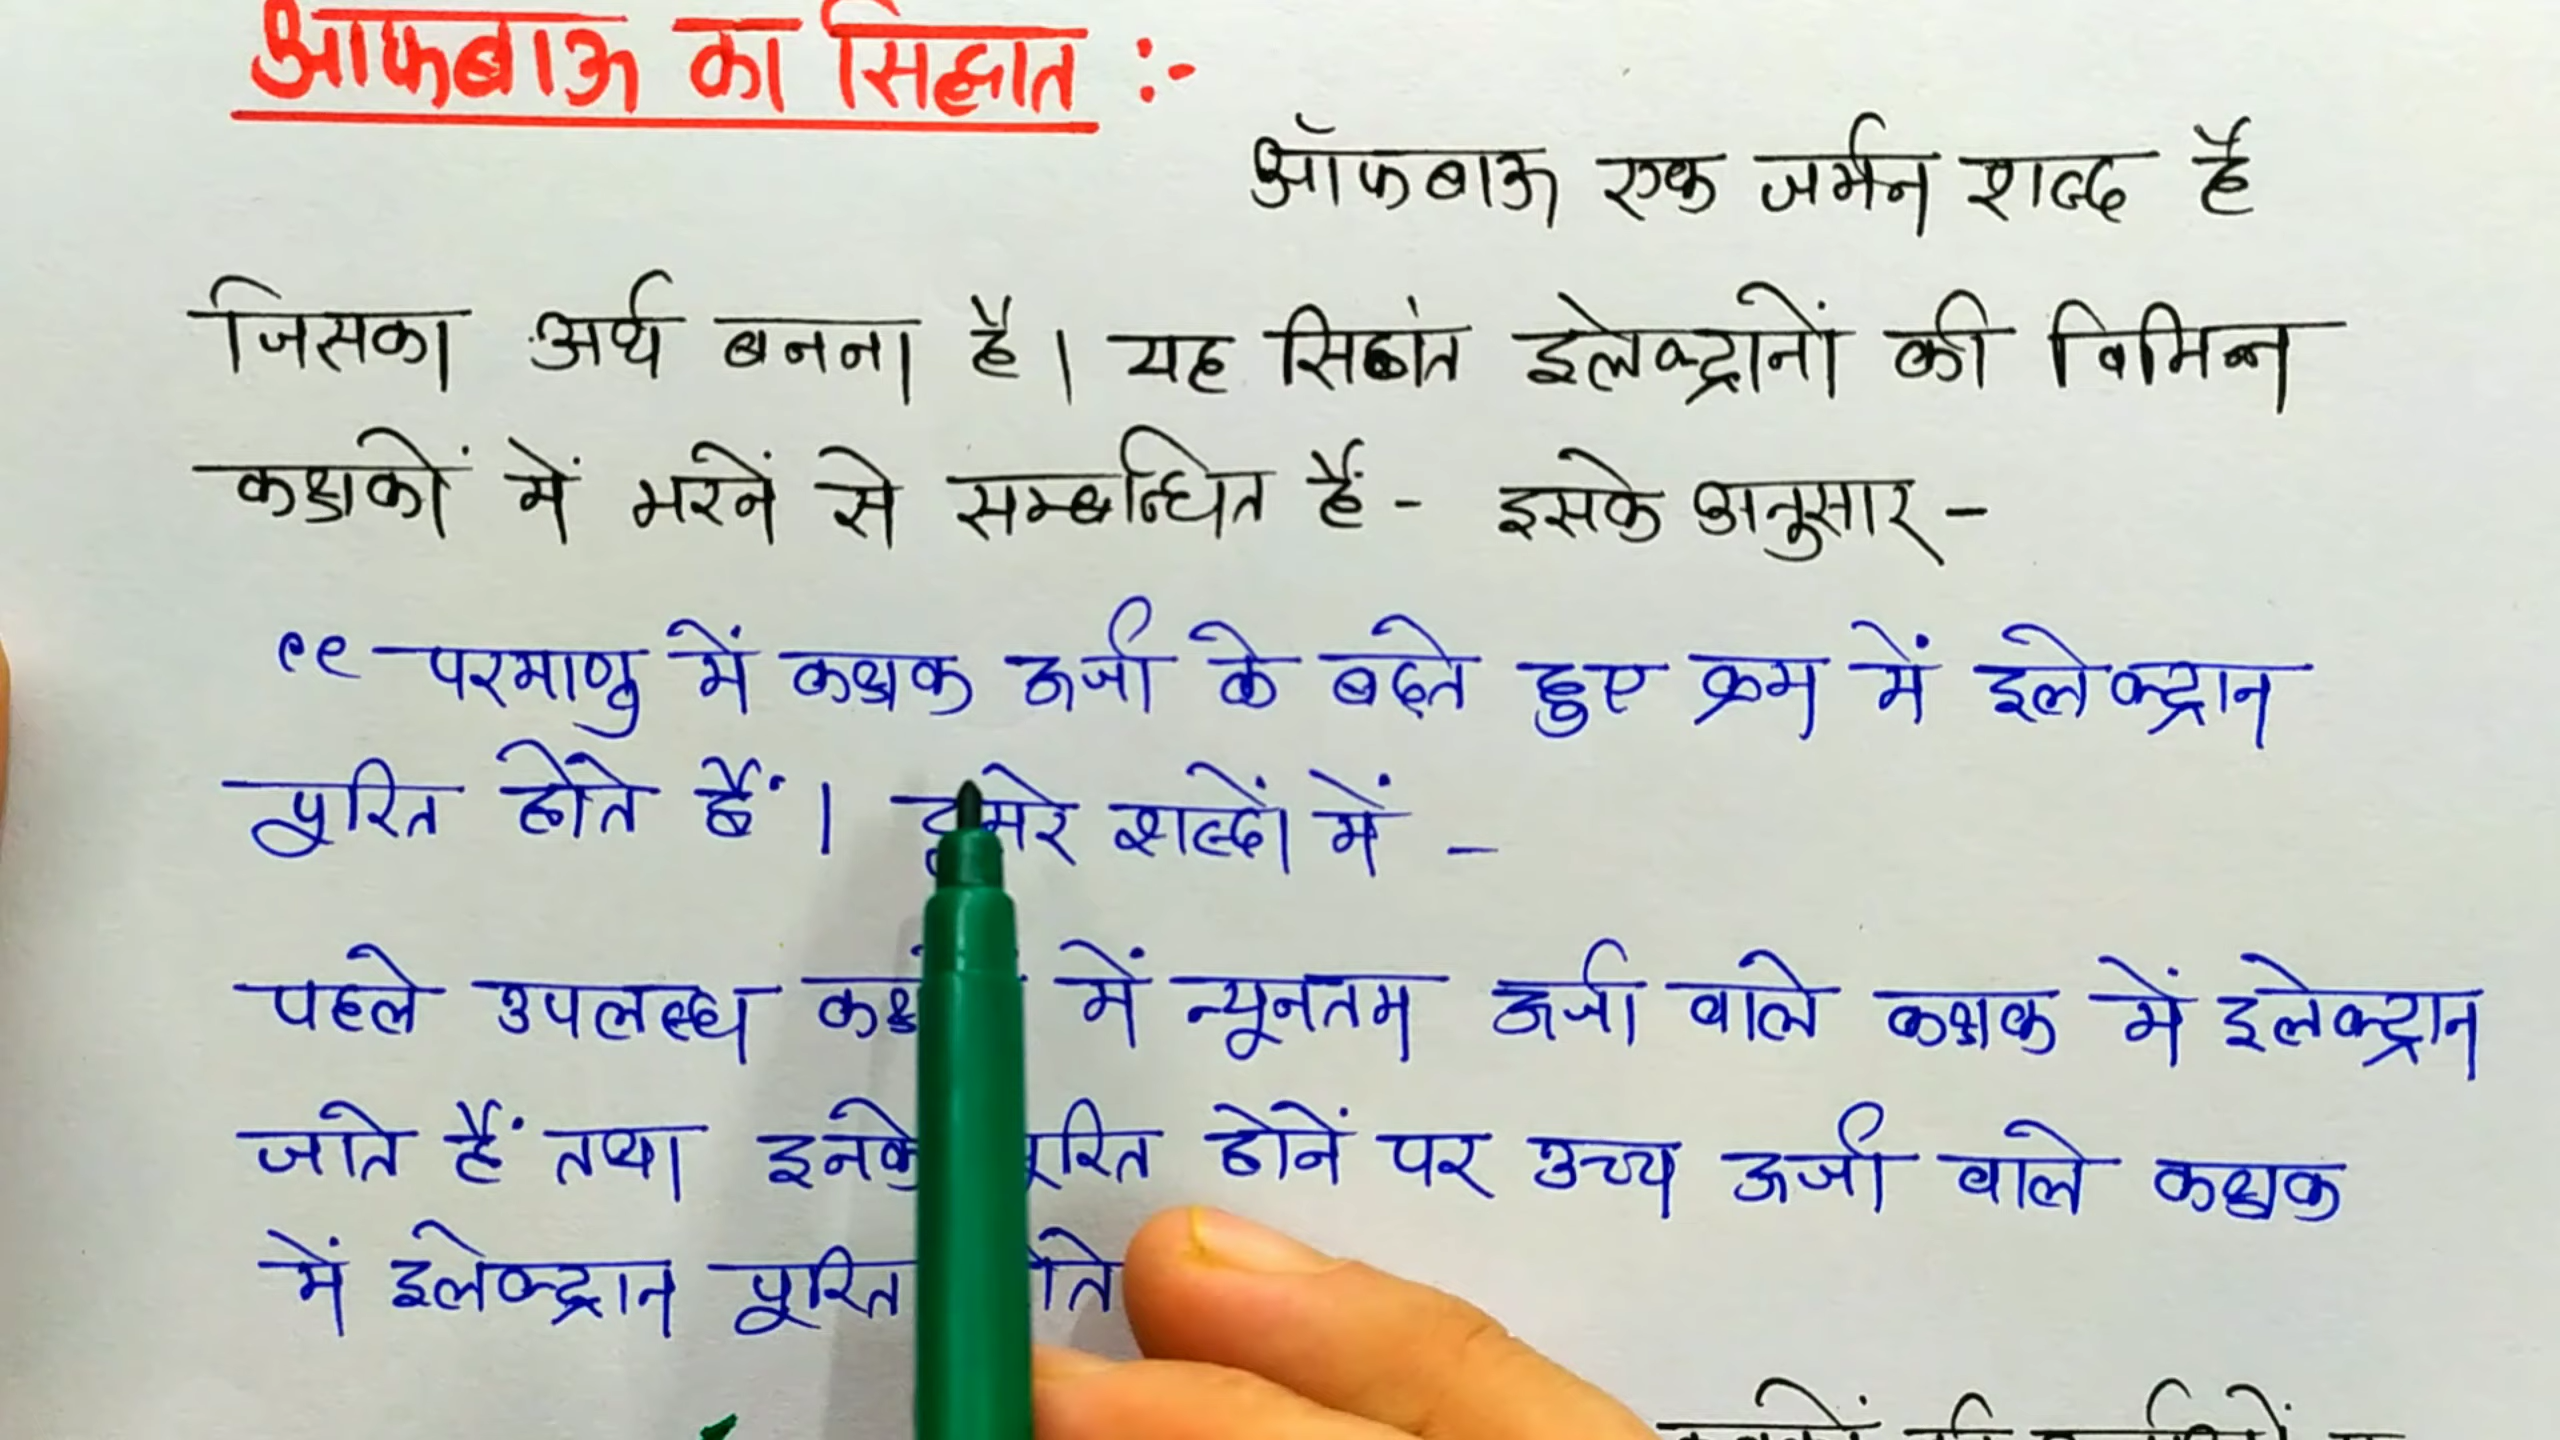 आफबाऊ का सिद्धात :-
ऑफबाऊ एक जर्मन शब्द है
जिसका अर्थ बनना है। यह सिद्धांत इलेक्ट्रानों की विभिन्न
कक्षकों में भरनें से सम्बन्धित हैं - इसके अनुसार -
“ परमाणु में कक्षक ऊर्जा के बढ़ते हुए क्रम में इलेक्ट्रान
पूरित होंते हैं । दूसरे शब्दों में -
पहले उपलब्ध में न्यूनतम ऊर्जा वाले कक्षक में इलेक्ट्रान
जाते हैं तथा इनके होनें पर उच्च ऊर्जा वाले कक्षक
में इलेक्ट्रान पूरित